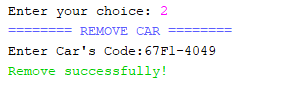 Enter your choice: 2
======== REMOVE CAR ========
Enter Car's Code:67F1-4049
Remove successfully!